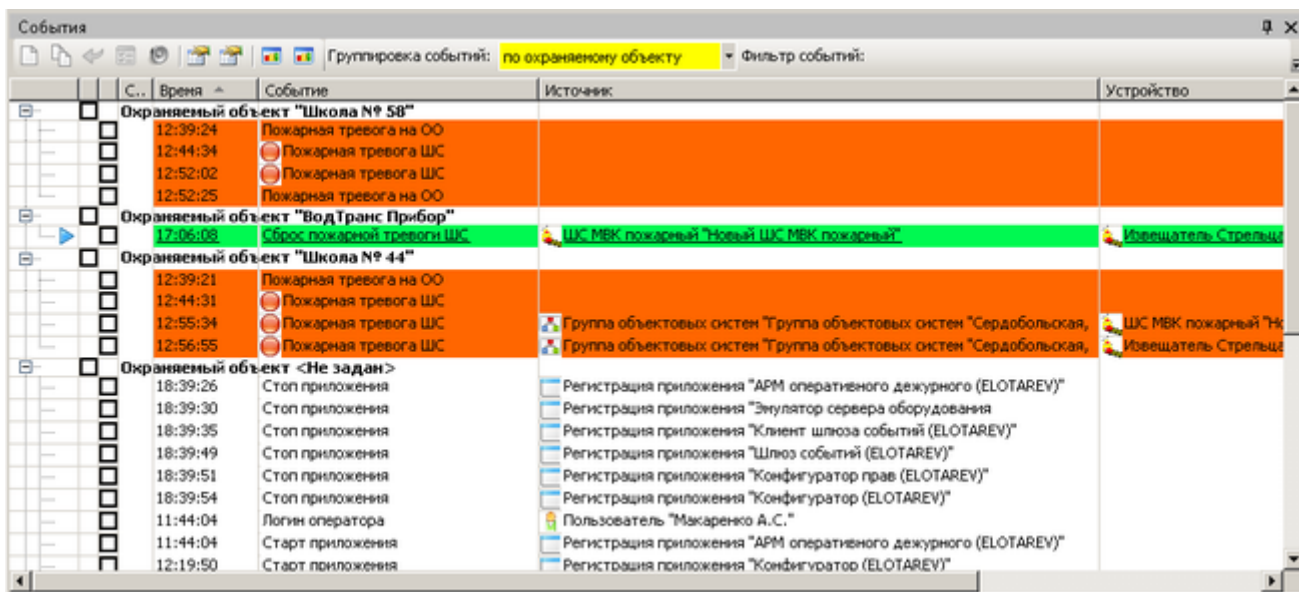 События
Группировка событий: по охраняемому объекту Фильтр событий:
С.. Время Событие Источник Устройство
Охраняемый объект "Школа № 58"
12:39:24 Пожарная тревога на ОО
12:44:34 Пожарная тревога ШС
12:52:02 Пожарная тревога ШС
12:52:25 Пожарная тревога на ОО
Охраняемый объект "ВодТранс Прибор"
17:06:08 Сброс пожарной тревоги ШС ШС МВК пожарный "Новый ШС МВК пожарный" Извещатель Стрельца
Охраняемый объект "Школа № 44"
12:39:21 Пожарная тревога на ОО
12:44:31 Пожарная тревога ШС
12:55:34 Пожарная тревога ШС Группа объектовых систем "Группа объектовых систем "Сердобольская, ШС МВК пожарный "Но
12:56:55 Пожарная тревога ШС Группа объектовых систем "Группа объектовых систем "Сердобольская, Извещатель Стрельца
Охраняемый объект <Не задан>
18:39:26 Стоп приложения Регистрация приложения "АРМ оперативного дежурного (ELOTAREV)"
18:39:30 Стоп приложения Регистрация приложения "Эмулятор сервера оборудования
18:39:35 Стоп приложения Регистрация приложения "Клиент шлюза событий (ELOTAREV)"
18:39:49 Стоп приложения Регистрация приложения "Шлюз событий (ELOTAREV)"
18:39:51 Стоп приложения Регистрация приложения "Конфигуратор прав (ELOTAREV)"
18:39:54 Стоп приложения Регистрация приложения "Конфигуратор (ELOTAREV)"
11:44:04 Логин оператора Пользователь "Макаренко А.С."
11:44:04 Старт приложения Регистрация приложения "АРМ оперативного дежурного (ELOTAREV)"
12:19:50 Старт приложения Регистрация приложения "Конфигуратор (ELOTAREV)"